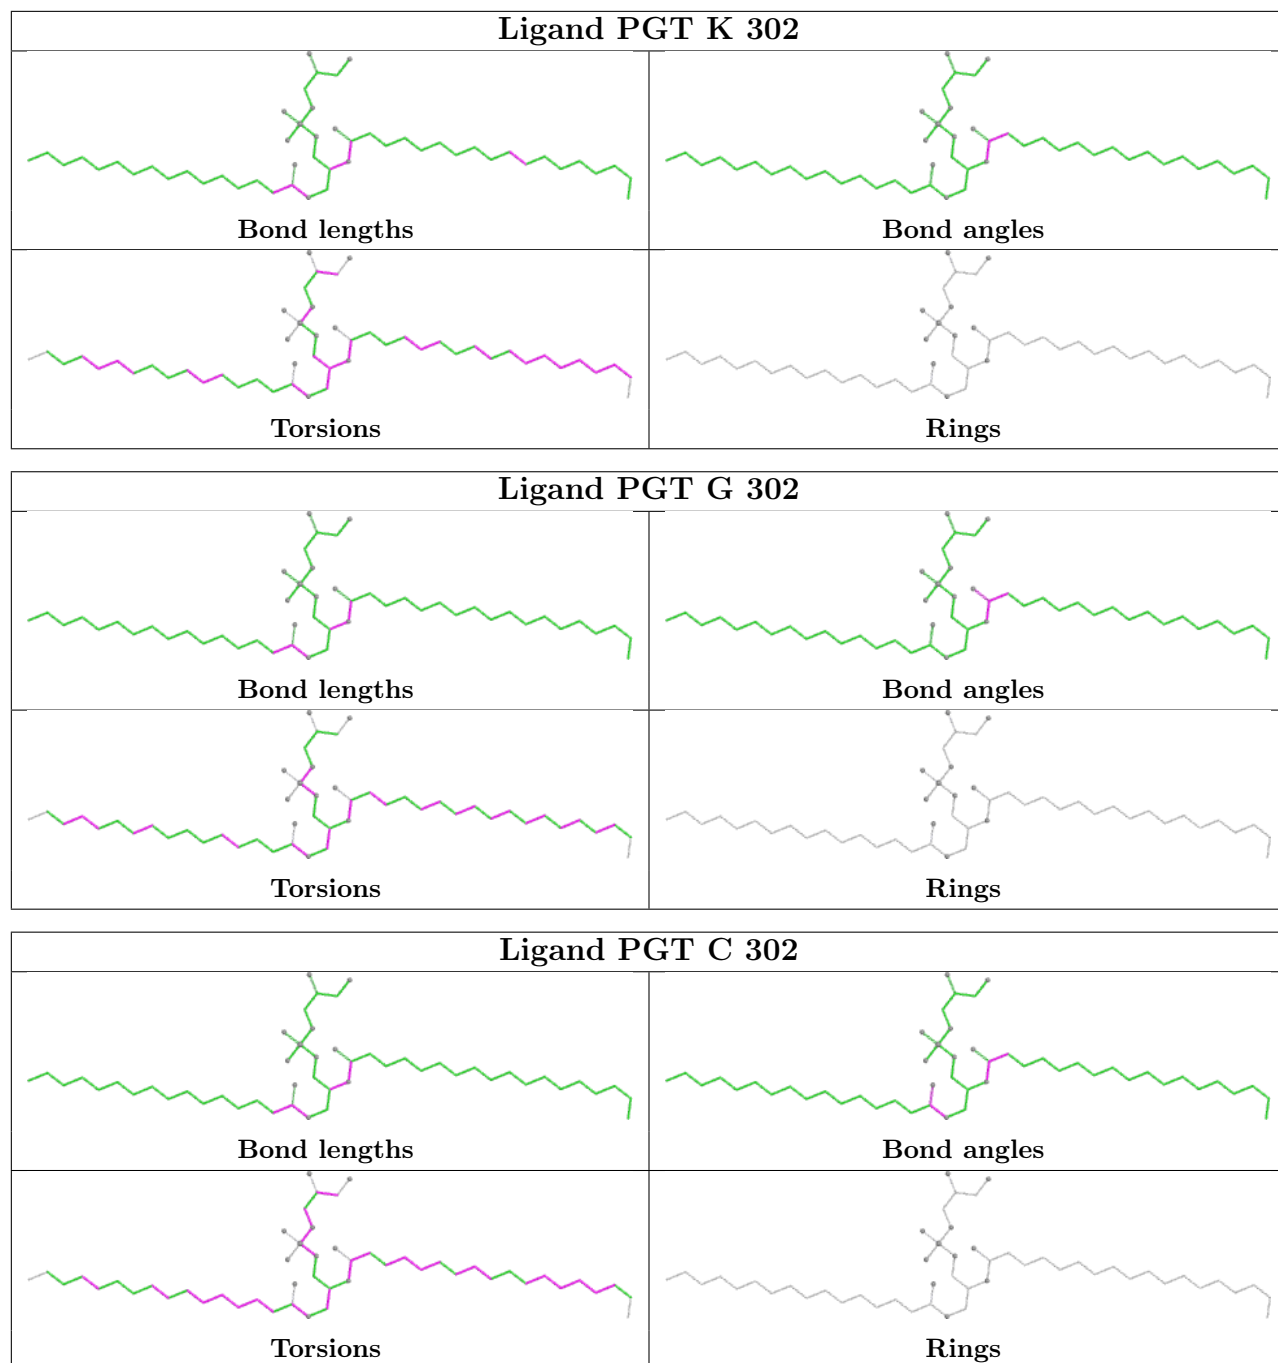 Ligand PGT K 302
Bond lengths
Bond angles
Torsions
Rings
Ligand PGT G 302
Bond lengths
Bond angles
Torsions
Rings
Ligand PGT C 302
Bond lengths
Bond angles
Torsions
Rings